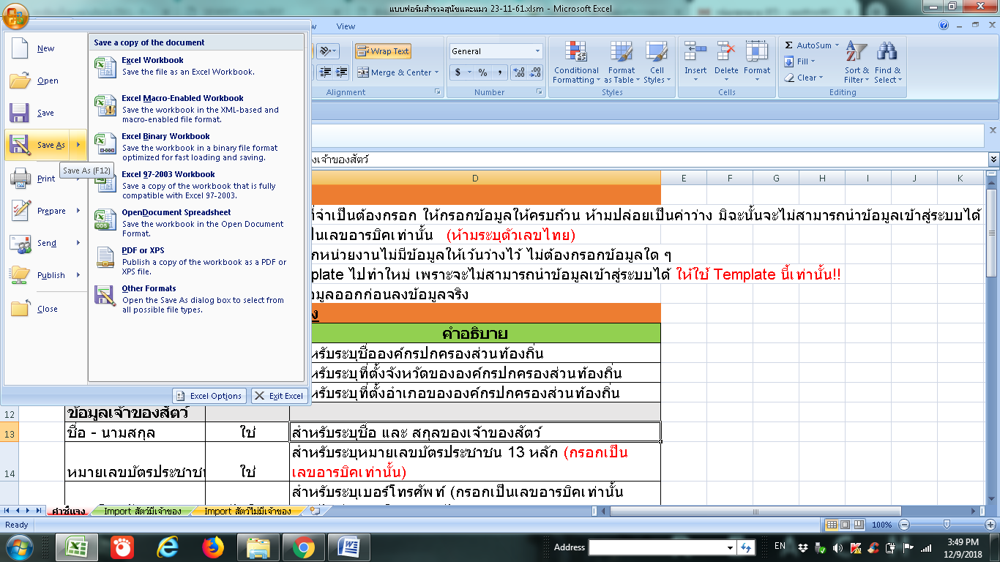 แบบฟอร์มสำรวจสุนัขและแมว 23-11-61.xlsm - Microsoft Excel
View
New
Open
Save
Save As
Save As (F12)
Print
Prepare
Send
Publish
Close
Save a copy of the document
Excel Workbook
Save the file as an Excel Workbook.
Excel Macro-Enabled Workbook
Save the workbook in the XML-based and
macro-enabled file format.
Excel Binary Workbook
Save the workbook in a binary file format
optimized for fast loading and saving.
Excel 97-2003 Workbook
Save a copy of the workbook that is fully
compatible with Excel 97-2003.
OpenDocument Spreadsheet
Save the workbook in the Open Document
Format.
PDF or XPS
Publish a copy of the workbook as a PDF or
XPS file.
Other Formats
Open the Save As dialog box to select from
all possible file types.
Excel Options
Exit Excel
Wrap Text
Merge & Center
Alignment
General
$ % ,
Number
Conditional Formatting
Format as Table
Cell Styles
Styles
Insert
Delete
Format
Cells
AutoSum
Fill
Clear
Sort & Filter
Find & Select
Editing
งเจ้าของสัตว์
D E F G H I J K
ที่จำเป็นต้องกรอก ให้กรอกข้อมูลให้ครบถ้วน ห้ามปล่อยเป็นค่าว่าง มิฉะนั้นจะไม่สามารถนำข้อมูลเข้าสู่ระบบได้
ป็นเลขอารบิคเท่านั้น (ห้ามระบุตัวเลขไทย)
กหน่วยงานไม่มีข้อมูลให้เว้นว่างไว้ ไม่ต้องกรอกข้อมูลใด ๆ
plate ไปทำใหม่ เพราะจะไม่สามารถนำข้อมูลเข้าสู่ระบบได้ ให้ใช้ Template นี้เท่านั้น!!
อมูลออกก่อนลงข้อมูลจริง
คำอธิบาย
หรับระบุชื่อองค์กรปกครองส่วนท้องถิ่น
หรับระบุที่ตั้งจังหวัดขององค์กรปกครองส่วนท้องถิ่น
หรับระบุที่ตั้งอำเภอขององค์กรปกครองส่วนท้องถิ่น
12 ข้อมูลเจ้าของสัตว์
13 ชื่อ - นามสกุล ใช่ สำหรับระบุชื่อ และ สกุลของเจ้าของสัตว์
14 หมายเลขบัตรประชาชน ใช่ สำหรับระบุหมายเลขบัตรประชาชน 13 หลัก (กรอกเป็น
เลขอารบิคเท่านั้น)
สำหรับระบุเบอร์โทรศัพท์ (กรอกเป็นเลขอารบิคเท่านั้น
คำชี้แจง
Import สัตว์มีเจ้าของ
Import สัตว์ไม่มีเจ้าของ
Ready
100%
Address
EN
3:49 PM
12/9/2018